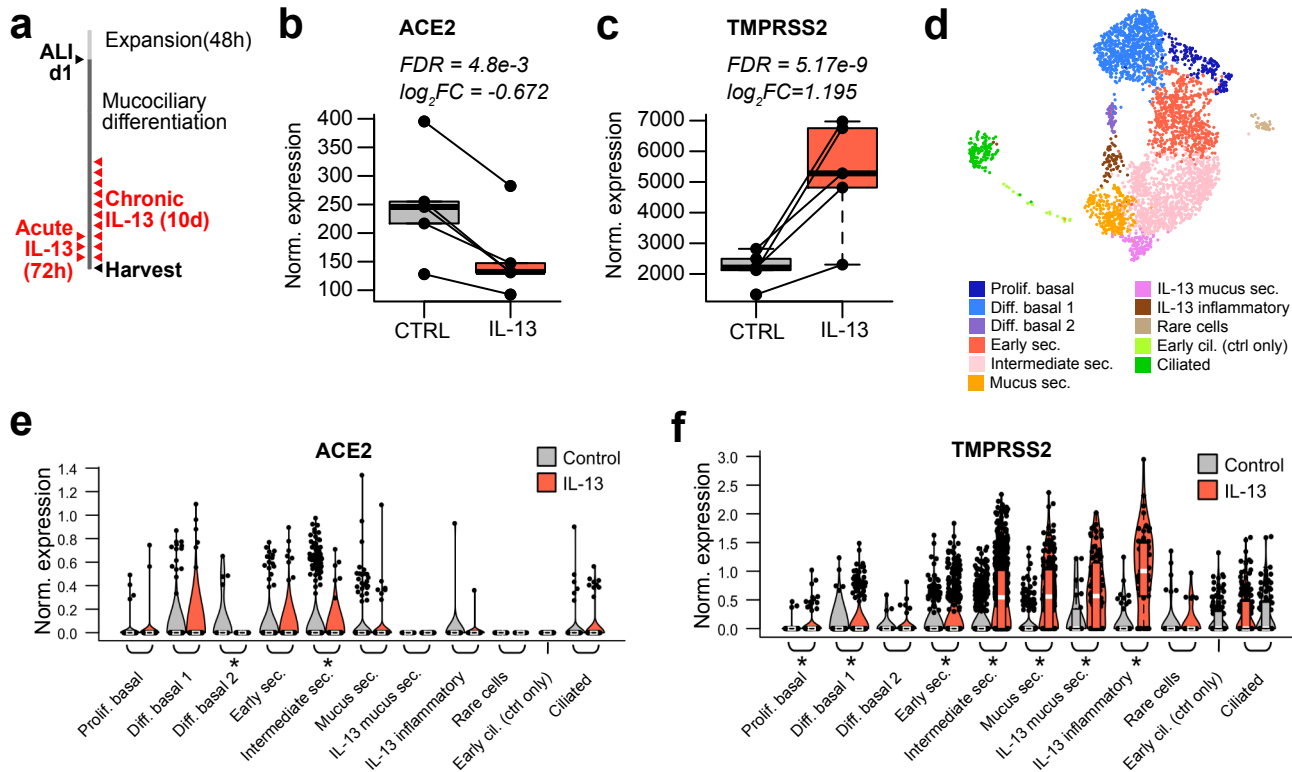 a
ALI
d1
Expansion(48h)
Mucociliary
differentiation
Chronic
IL-13 (10d)
Acute
IL-13
(72h)
Harvest
b
ACE2
FDR = 4.8e-3
log2FC = -0.672
Norm. expression
400
350
300
250
200
150
100
CTRL
IL-13
c
TMPRSS2
FDR = 5.17e-9
log2FC=1.195
Norm. expression
7000
6000
5000
4000
3000
2000
CTRL
IL-13
d
Prolif. basal
Diff. basal 1
Diff. basal 2
Early sec.
Intermediate sec.
Mucus sec.
IL-13 mucus sec.
IL-13 inflammatory
Rare cells
Early cil. (ctrl only)
Ciliated
e
ACE2
Control
IL-13
Norm. expression
1.4
1.2
1.0
0.8
0.6
0.4
0.2
0.0
* *
Prolif. basal
Diff. basal 1
Diff. basal 2
Early sec.
Intermediate sec.
Mucus sec.
IL-13 mucus sec.
IL-13 inflammatory
Rare cells
Early cil. (ctrl only)
Ciliated
f
TMPRSS2
Control
IL-13
Norm. expression
3.0
2.5
2.0
1.5
1.0
0.5
0.0
* * * * * * *
Prolif. basal
Diff. basal 1
Diff. basal 2
Early sec.
Intermediate sec.
Mucus sec.
IL-13 mucus sec.
IL-13 inflammatory
Rare cells
Early cil. (ctrl only)
Ciliated